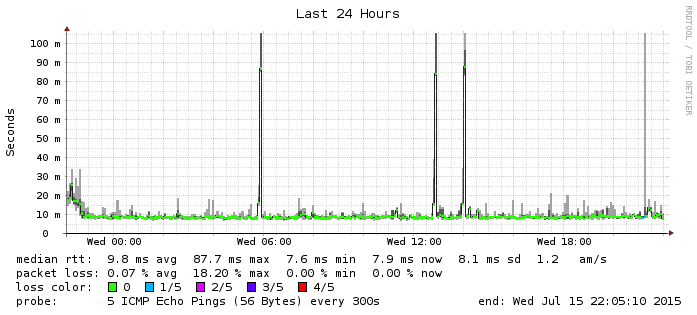 Last 24 Hours
RRDTOOL / TOBI OETIKER
Seconds
100 m
90 m
80 m
70 m
60 m
50 m
40 m
30 m
20 m
10 m
0
Wed 00:00 Wed 06:00 Wed 12:00 Wed 18:00
median rtt: 9.8 ms avg 87.7 ms max 7.6 ms min 7.9 ms now 8.1 ms sd 1.2 am/s
packet loss: 0.07 % avg 18.20 % max 0.00 % min 0.00 % now
loss color: 0 1/5 2/5 3/5 4/5
probe: 5 ICMP Echo Pings (56 Bytes) every 300s end: Wed Jul 15 22:05:10 2015